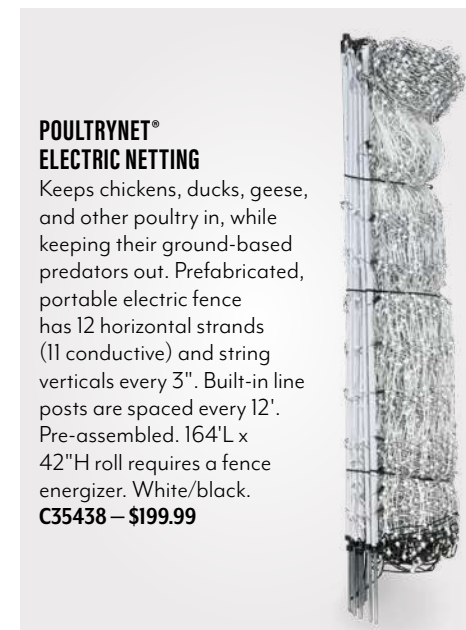 POULTRYNET®
ELECTRIC NETTING
Keeps chickens, ducks, geese,
and other poultry in, while
keeping their ground-based
predators out. Prefabricated,
portable electric fence
has 12 horizontal strands
(11 conductive) and string
verticals every 3". Built-in line
posts are spaced every 12'.
Pre-assembled. 164'L x
42"H roll requires a fence
energizer. White/black.
C35438 – $199.99